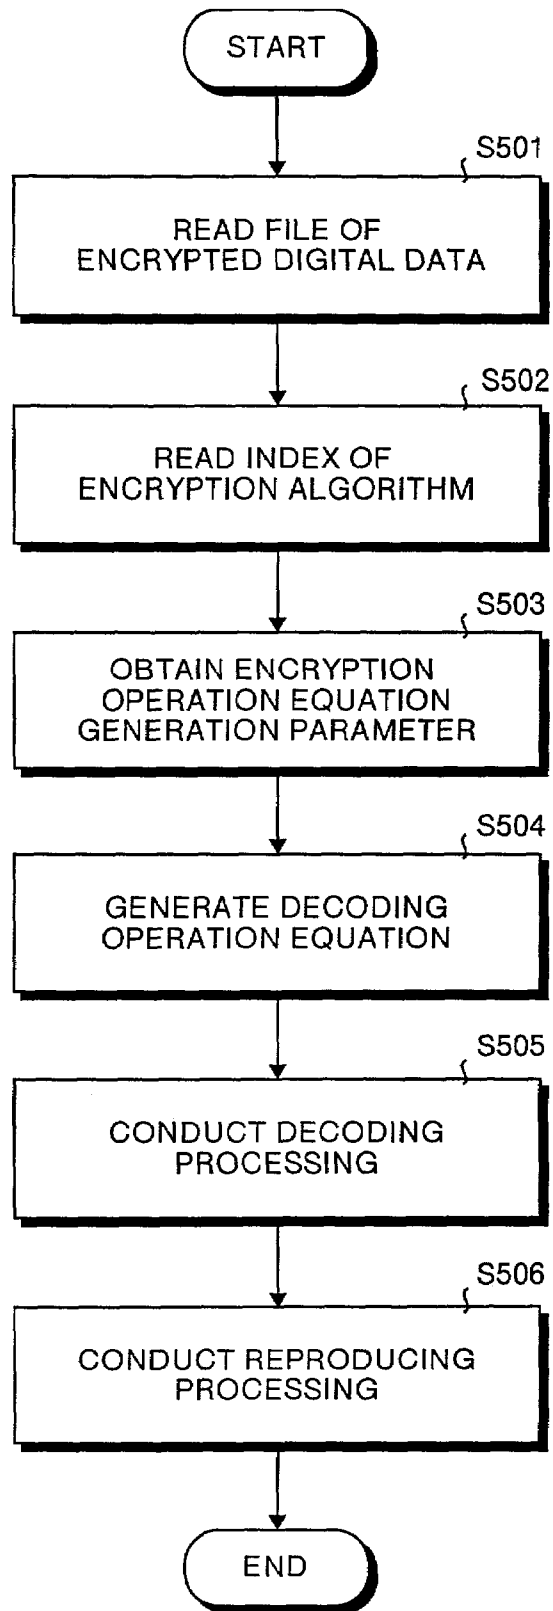 START
S501
READ FILE OF
ENCRYPTED DIGITAL DATA
S502
READ INDEX OF
ENCRYPTION ALGORITHM
S503
OBTAIN ENCRYPTION
OPERATION EQUATION
GENERATION PARAMETER
S504
GENERATE DECODING
OPERATION EQUATION
S505
CONDUCT DECODING
PROCESSING
S506
CONDUCT REPRODUCING
PROCESSING
END